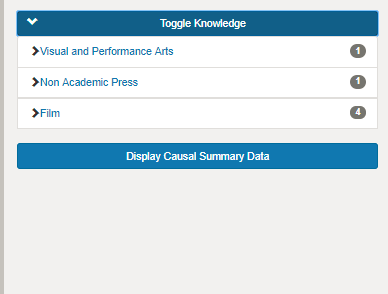 Toggle Knowledge
Visual and Performance Arts 1
Non Academic Press 1
Film 4
Display Causal Summary Data